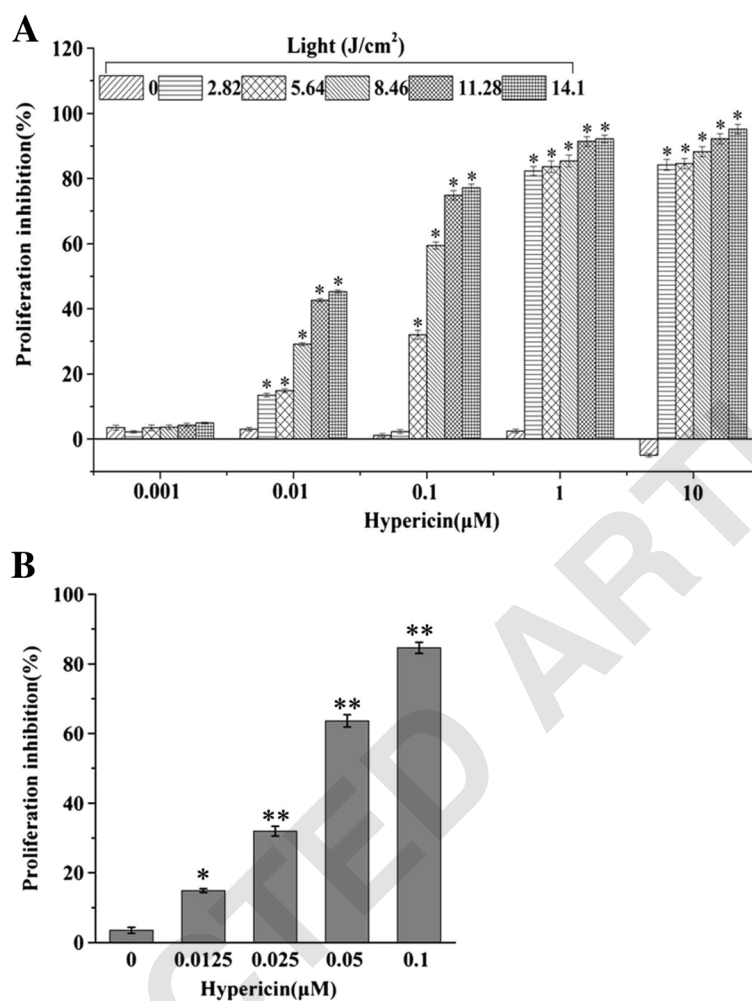 A
Light (J/cm²)
0 2.82 5.64 8.46 11.28 14.1
Proliferation inhibition(%)
120
100
80
60
40
20
0
* * * * *
* * *  *
* * * * *
* * * * *
0.001 0.01 0.1 1 10
Hypericin(µM)
B
Proliferation inhibition(%)
100
80
60
40
20
0
*
**
**
**
0 0.0125 0.025 0.05 0.1
Hypericin(µM)
CTED ART